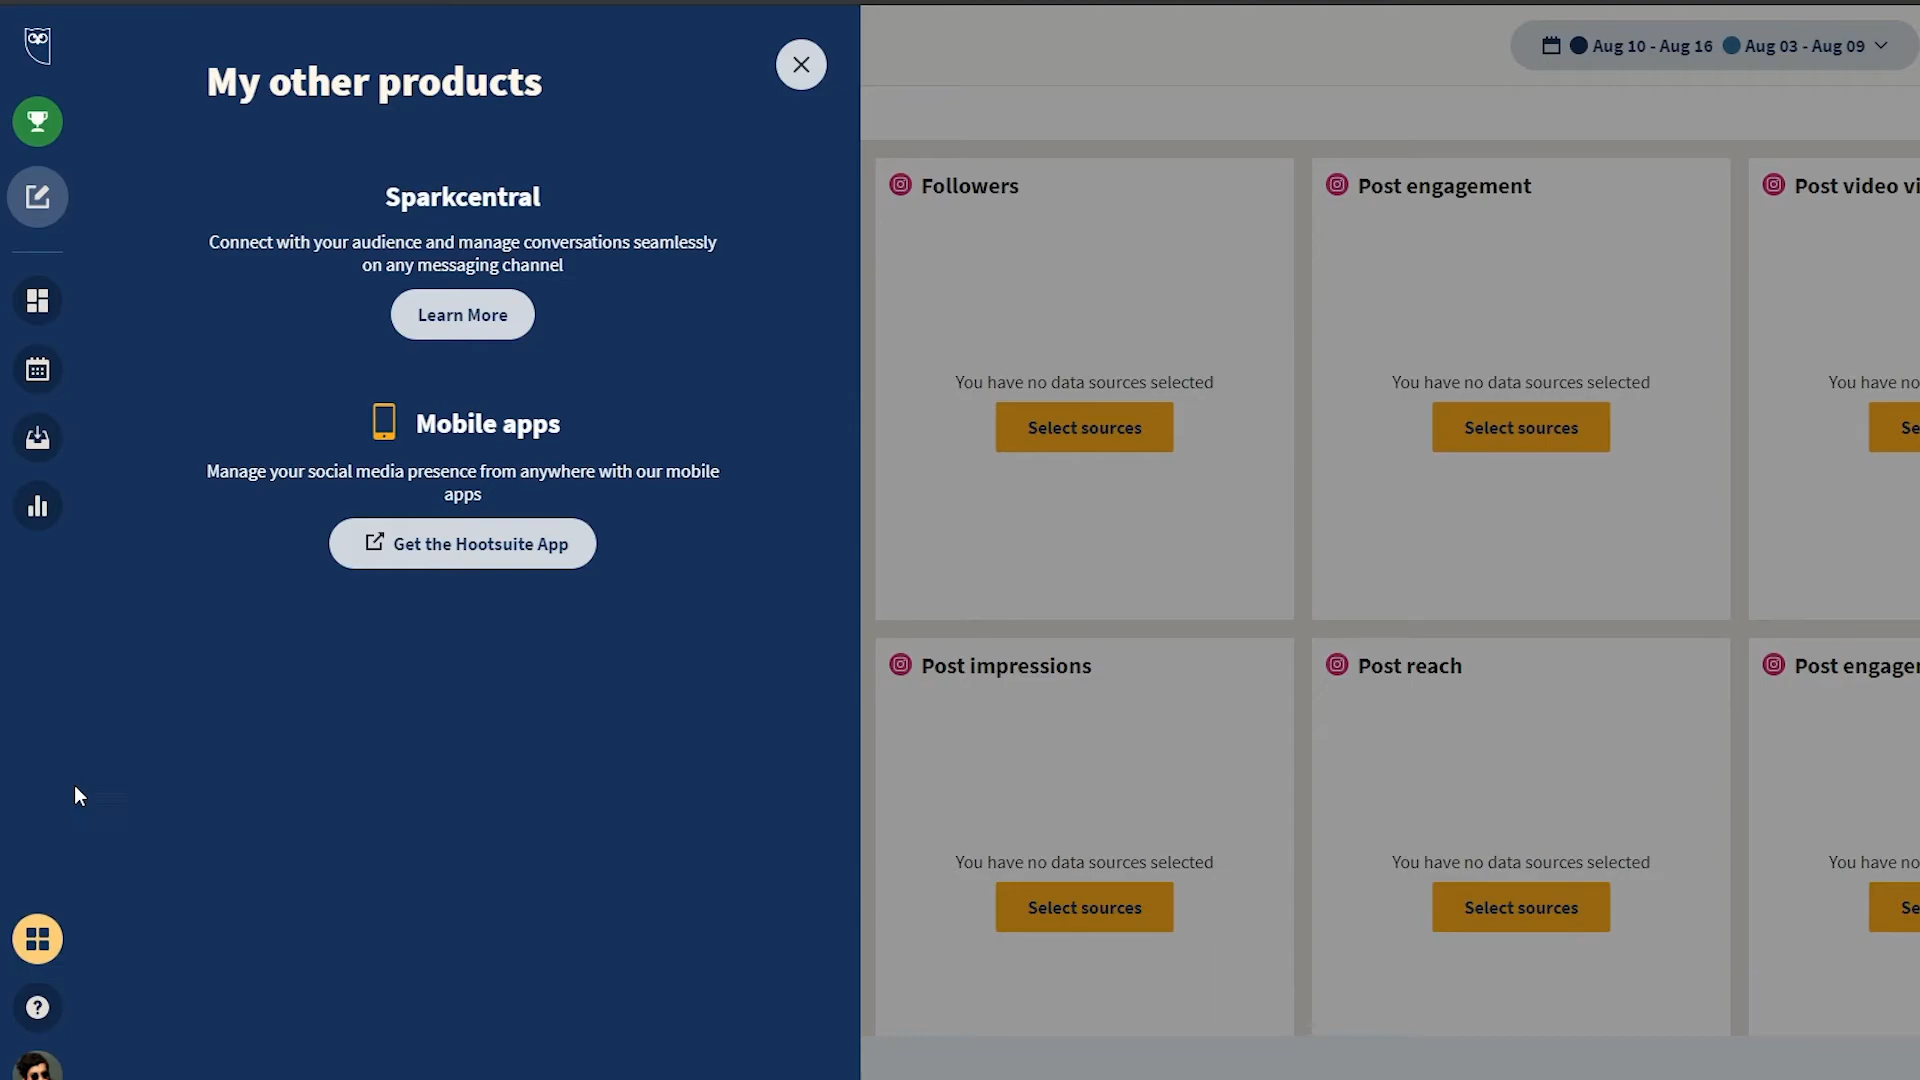 My other products
Sparkcentral
Connect with your audience and manage conversations seamlessly
on any messaging channel
Learn More
Mobile apps
Manage your social media presence from anywhere with our mobile
apps
Get the Hootsuite App
Aug 10 - Aug 16 Aug 03 - Aug 09
Followers
You have no data sources selected
Select sources
Post engagement
You have no data sources selected
Select sources
Post video vi
You have no
Se
Post impressions
You have no data sources selected
Select sources
Post reach
You have no data sources selected
Select sources
Post engager
You have no
Se
?